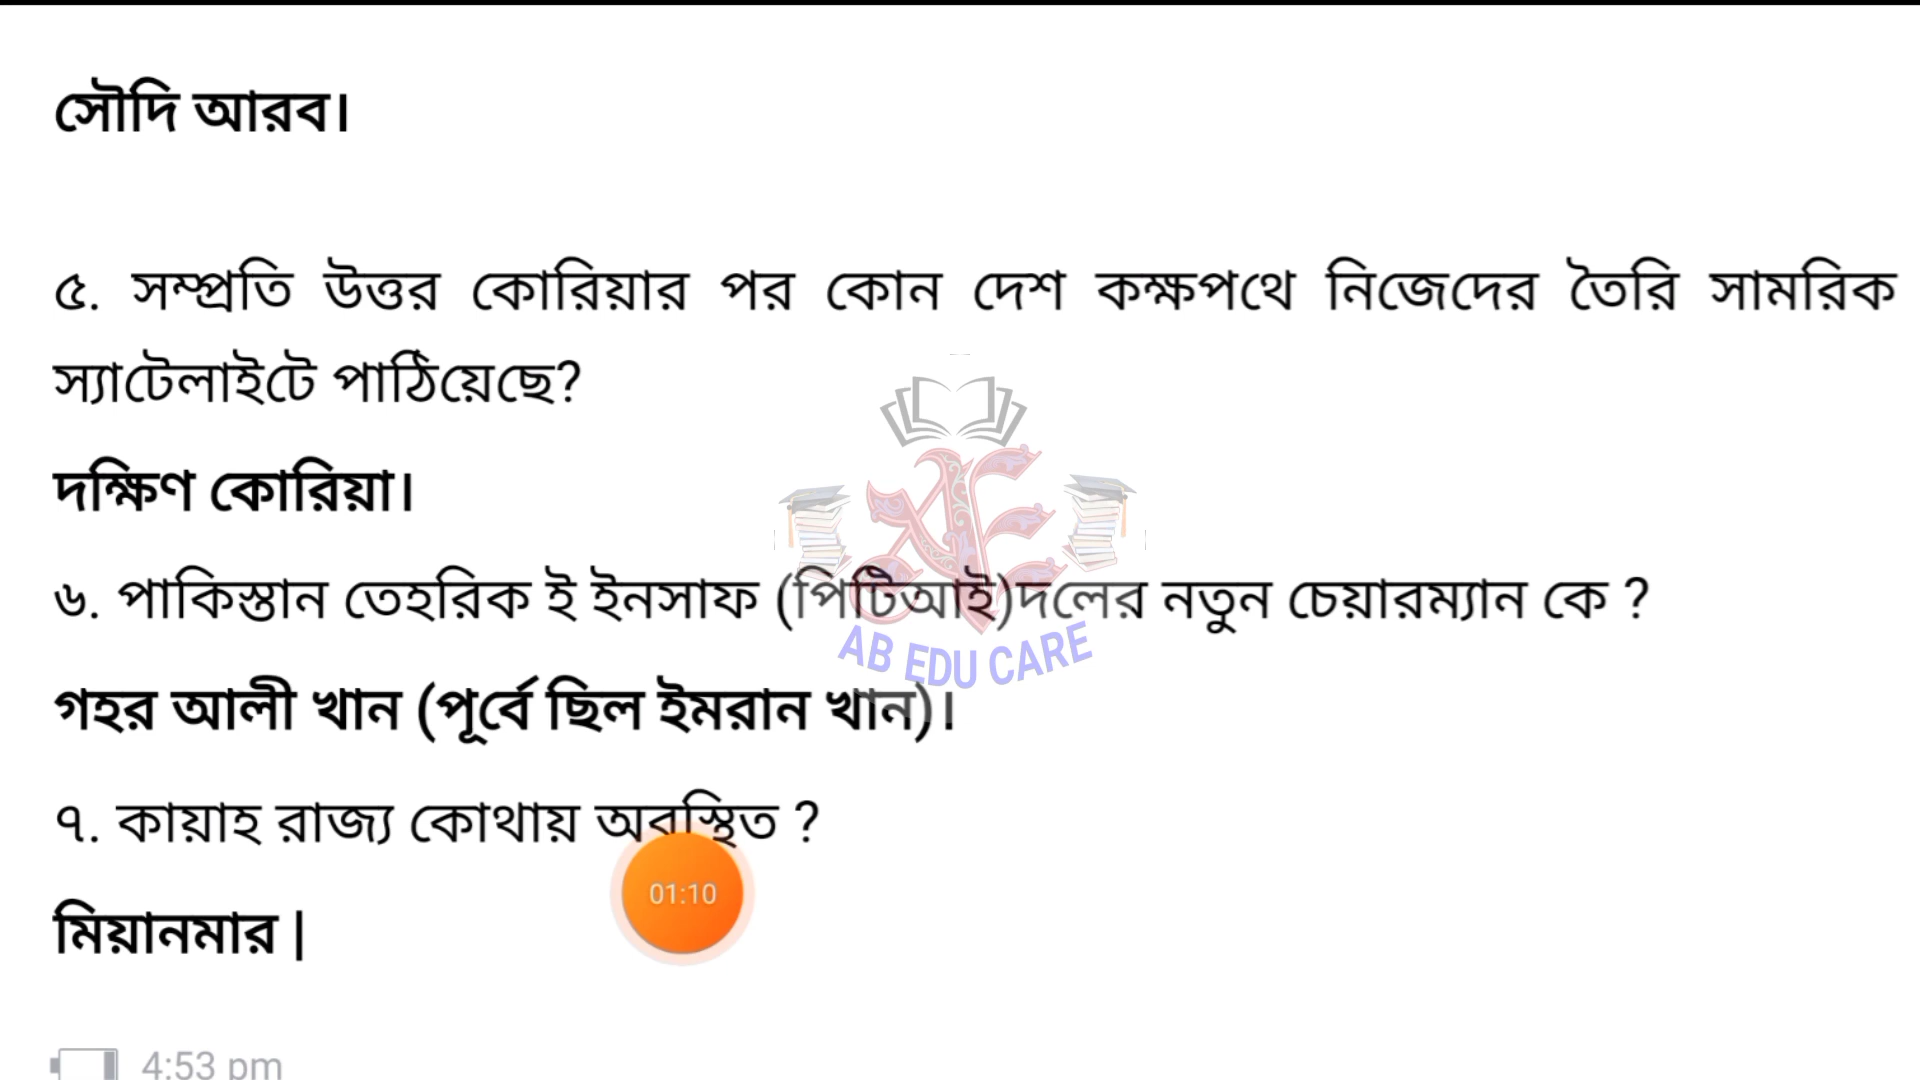 সৌদি আরব।
৫. সম্প্রতি উত্তর কোরিয়ার পর কোন দেশ কক্ষপথে নিজেদের তৈরি সামরিক
স্যাটেলাইটে পাঠিয়েছে?
দক্ষিণ কোরিয়া।
৬. পাকিস্তান তেহরিক ই ইনসাফ (পিটিআই)দলের নতুন চেয়ারম্যান কে ?
AB EDU CARE
গহর আলী খান (পূর্বে ছিল ইমরান খান)।
৭. কায়াহ রাজ্য কোথায় অবস্থিত ?
01:10
মিয়ানমার |
4:53 pm